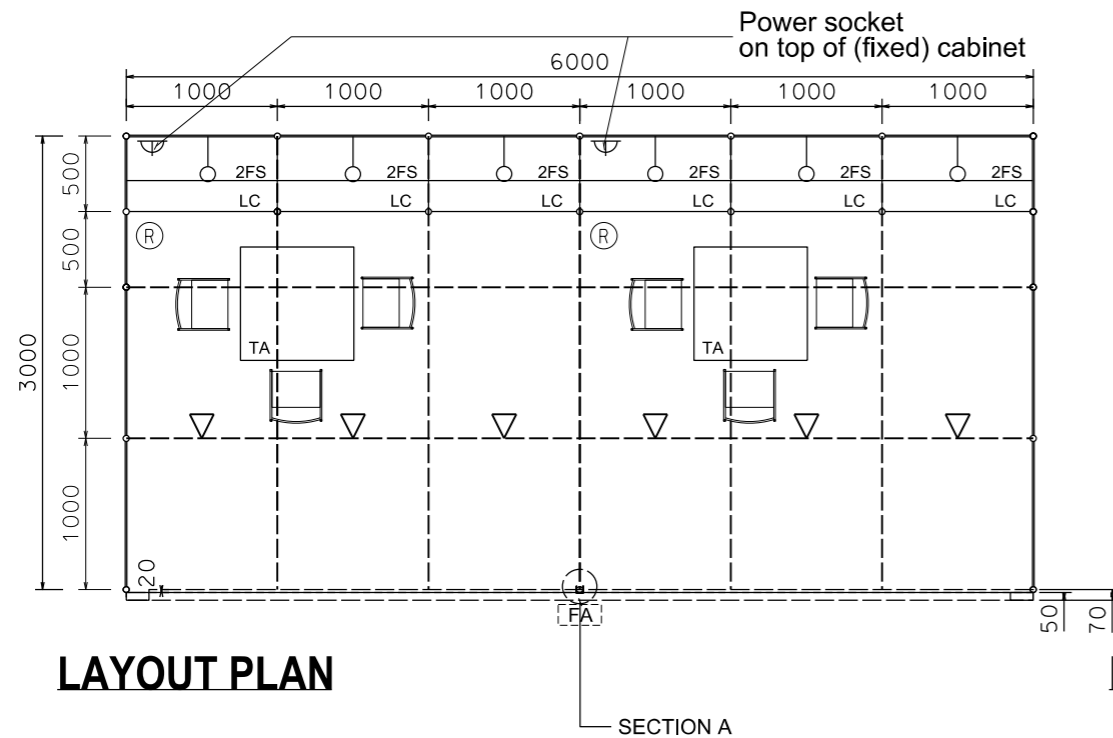 Power socket
on top of (fixed) cabinet
6000
1000 1000 1000 1000 1000 1000
500
2FS 2FS 2FS 2FS 2FS 2FS
LC LC LC LC LC LC
R R
500
3000
1000
TA TA
1000
20
FA
50
70
LAYOUT PLAN
SECTION A